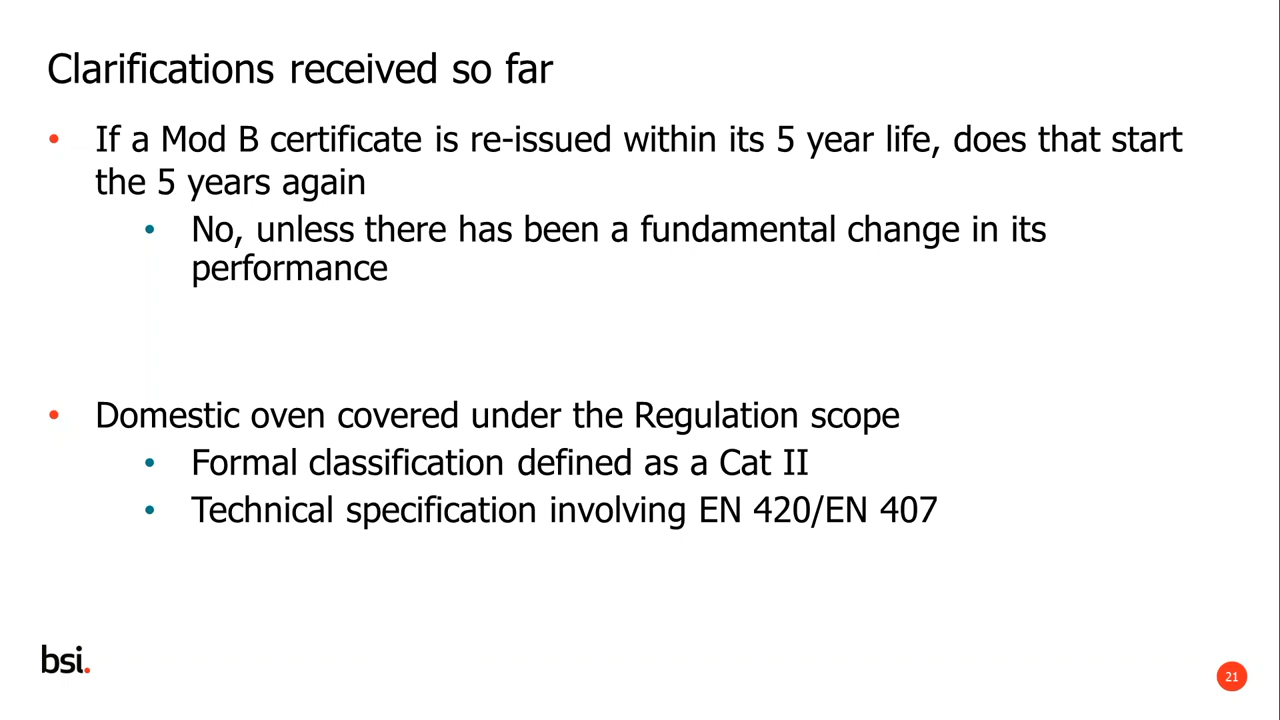 Clarifications received so far
• If a Mod B certificate is re-issued within its 5 year life, does that start
the 5 years again
• No, unless there has been a fundamental change in its
performance
• Domestic oven covered under the Regulation scope
• Formal classification defined as a Cat II
• Technical specification involving EN 420/EN 407
bsi.
21